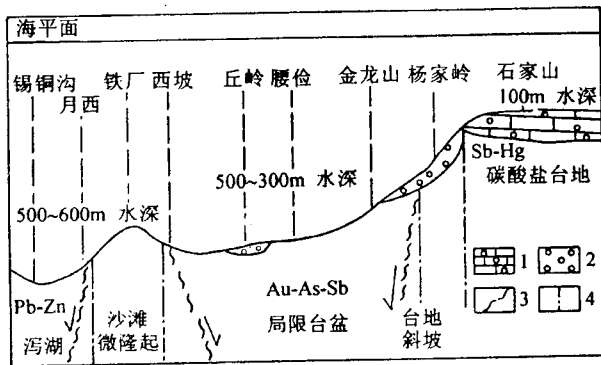 海平面
锡铜沟 铁厂 西坡 丘岭 腰俭 金龙山 杨家岭 石家山
月西
100m 水深
Sb-Hg
碳酸盐台地
500~300m 水深
500~600m 水深
1 2
3 4
Pb-Zn
泻湖
沙滩
微隆起
Au-As-Sb
局限台盆
台地
斜坡